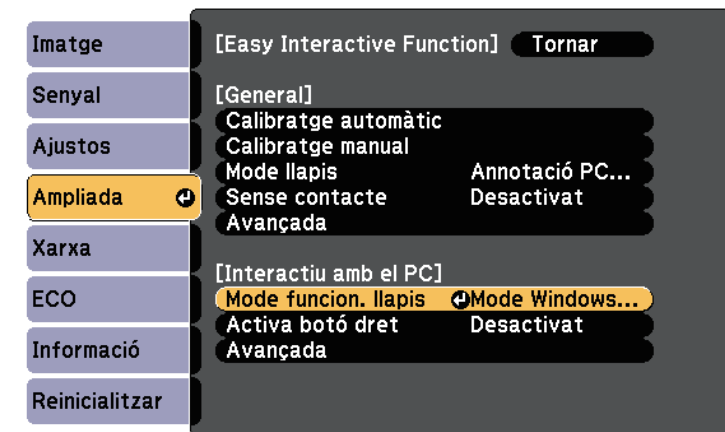 Imatge
Senyal
Ajustos
Ampliada
Xarxa
ECO
Informació
Reinicialitzar
[Easy Interactive Function] Tornar
[General]
Calibratge automàtic
Calibratge manual
Mode llapis Annotació PC...
Sense contacte Desactivat
Avançada
[Interactiu amb el PC]
Mode funcion. llapis Mode Windows...
Activa botó dret Desactivat
Avançada